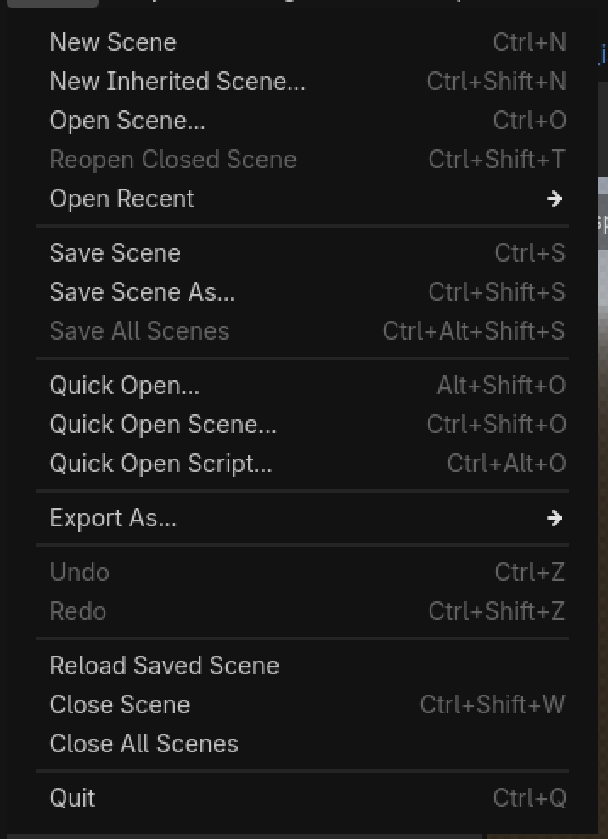 New Scene Ctrl+N
New Inherited Scene... Ctrl+Shift+N
Open Scene... Ctrl+O
Reopen Closed Scene Ctrl+Shift+T
Open Recent
Save Scene Ctrl+S
Save Scene As... Ctrl+Shift+S
Save All Scenes Ctrl+Alt+Shift+S
Quick Open... Alt+Shift+O
Quick Open Scene... Ctrl+Shift+O
Quick Open Script... Ctrl+Alt+O
Export As...
Undo Ctrl+Z
Redo Ctrl+Shift+Z
Reload Saved Scene
Close Scene Ctrl+Shift+W
Close All Scenes
Quit Ctrl+Q